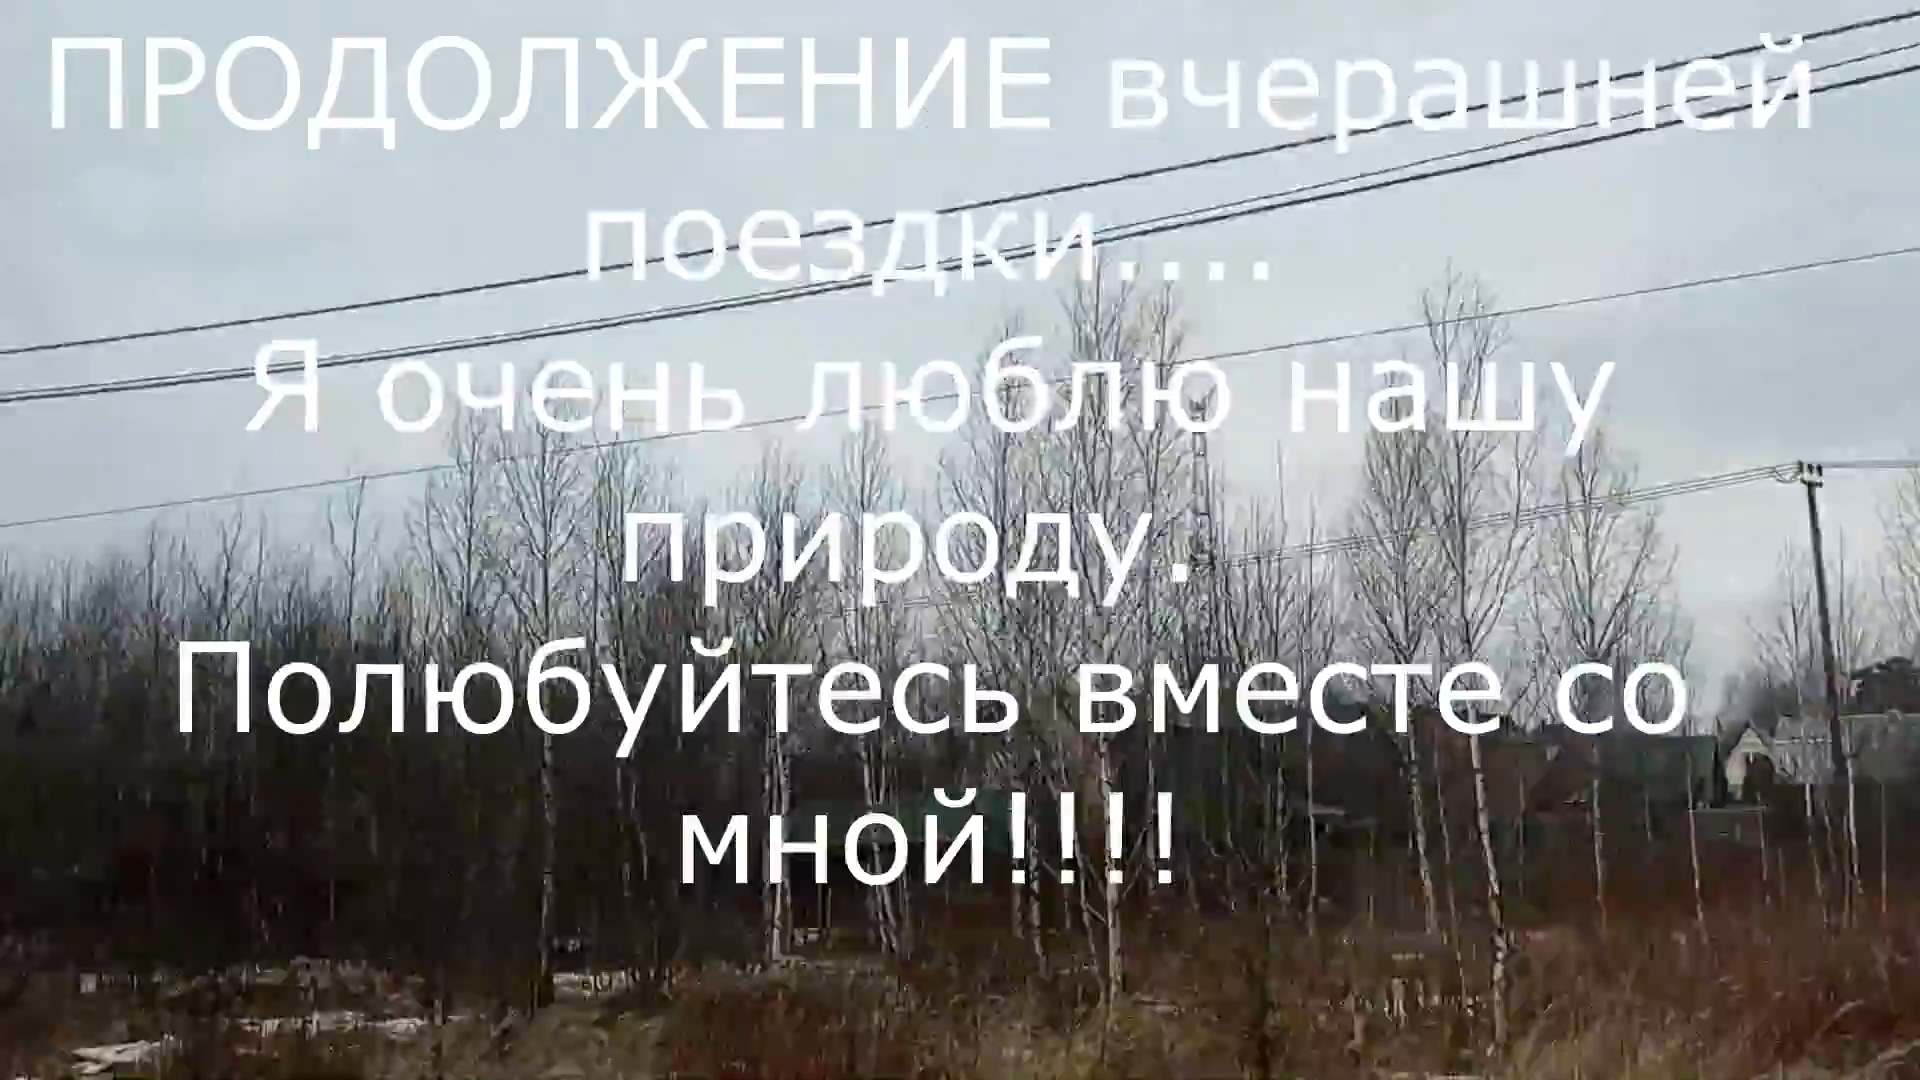 ПРОДОЛЖЕНИЕ вчерашней
поездки....
Я очень люблю нашу
природу.
Полюбуйтесь вместе со
мной!!!!